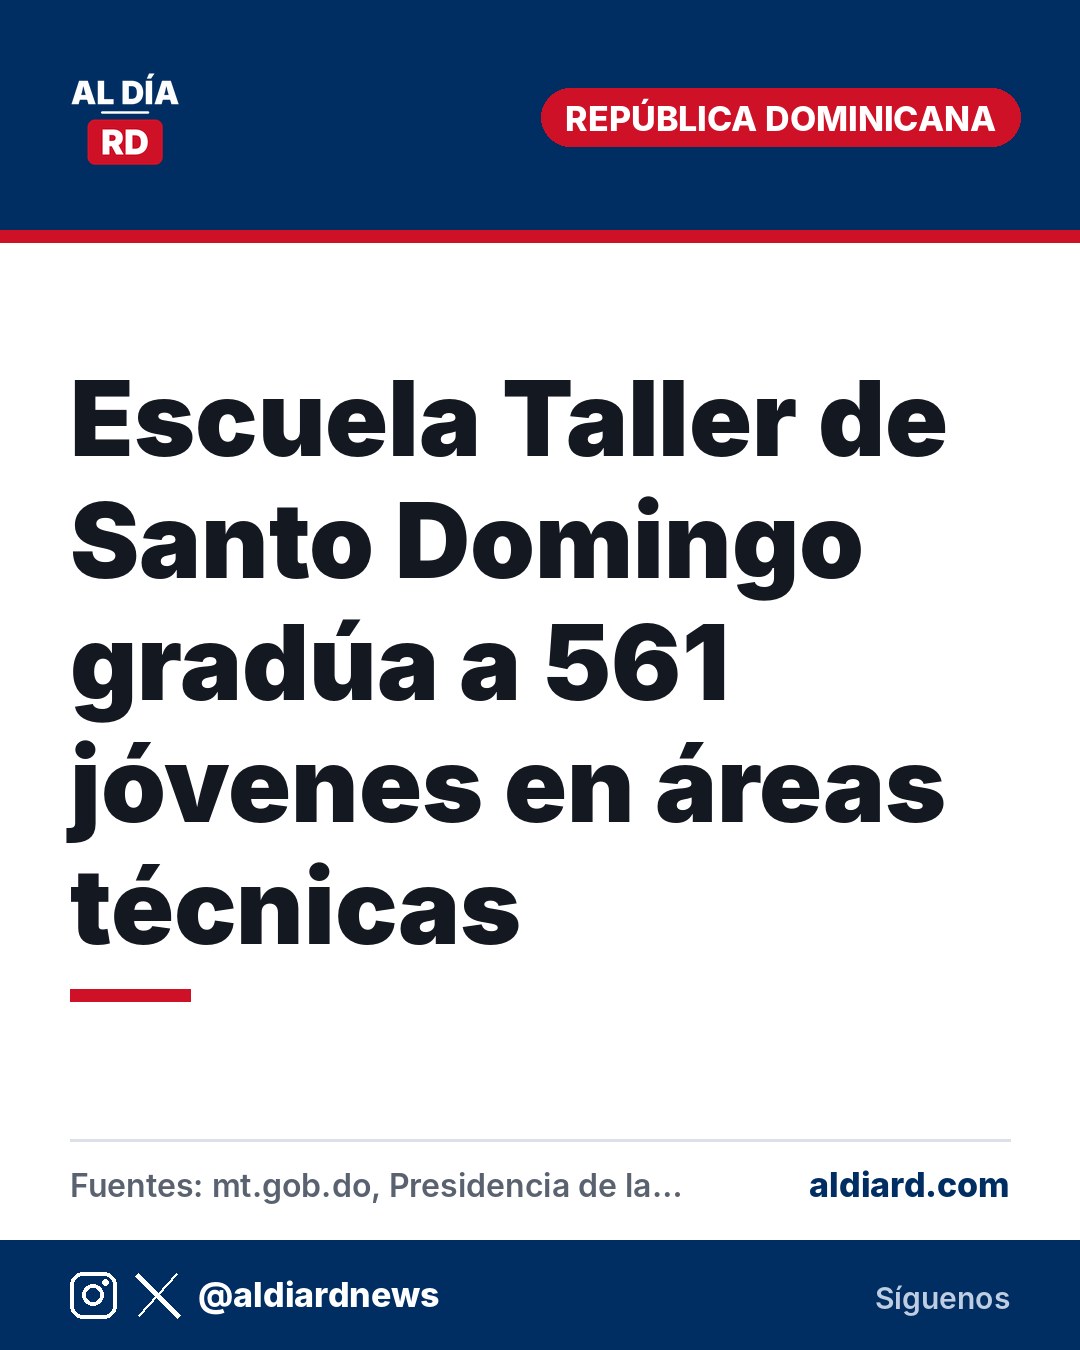 AL DÍA
RD
REPÚBLICA DOMINICANA
Escuela Taller de
Santo Domingo
gradúa a 561
jóvenes en áreas
técnicas
Fuentes: mt.gob.do, Presidencia de la...
aldiard.com
@aldiardnews
Síguenos